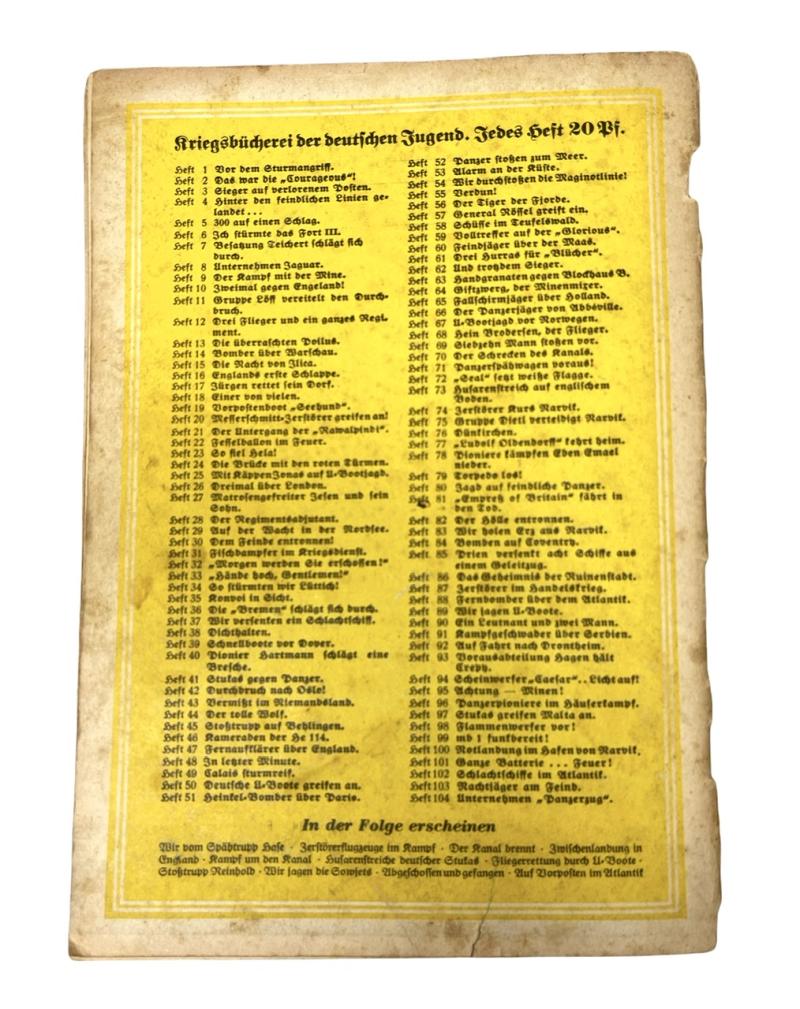 Kriegsbücherei der deutschen Jugend. Jedes Heft 20 Pf.
Heft 1 Vor dem Sturmangriff.
Heft 2 Das war die „Courageous“!
Heft 3 Sieger auf verlorenem Posten.
Heft 4 Hinter den feindlichen Linien ge-
landet ...
Heft 5 300 auf einen Schlag.
Heft 6 Ich stürmte das Fort III.
Heft 7 Besatzung Teichert schlägt sich
durch.
Heft 8 Unternehmen Jaguar.
Heft 9 Der Kampf mit der Mine.
Heft 10 Zweimal gegen Engeland!
Heft 11 Gruppe Löff vereitelt den Durch-
bruch.
Heft 12 Drei Flieger und ein ganzes Regi-
ment.
Heft 13 Die überraschten Poilus.
Heft 14 Bomber über Warschau.
Heft 15 Die Nacht von Ilica.
Heft 16 Englands erste Schlappe.
Heft 17 Jürgen rettet sein Dorf.
Heft 18 Einer von vielen.
Heft 19 Vorpostenboot „Seehund“.
Heft 20 Messerschmitt-Zerstörer greifen an!
Heft 21 Der Untergang der „Rawalpindi“.
Heft 22 Fesselballon im Feuer.
Heft 23 So fiel Hela!
Heft 24 Die Brücke mit den roten Türmen.
Heft 25 Mit Käppen Jonas auf U-Bootjagd.
Heft 26 Dreimal über London.
Heft 27 Matrosengefreiter Jesen und sein
Sohn.
Heft 28 Der Regimentsadjutant.
Heft 29 Auf der Wacht in der Nordsee.
Heft 30 Dem Feinde entronnen!
Heft 31 Fischdampfer im Kriegsdienst.
Heft 32 „Morgen werden Sie erschossen!“
Heft 33 „Hände hoch, Gentlemen!“
Heft 34 So stürmten wir Lüttich!
Heft 35 Konvoi in Sicht.
Heft 36 Die „Bremen“ schlägt sich durch.
Heft 37 Wir versenken ein Schlachtschiff.
Heft 38 Dichthalten.
Heft 39 Schnellboote vor Dover.
Heft 40 Pionier Hartmann schlägt eine
Bresche.
Heft 41 Stukas gegen Panzer.
Heft 42 Durchbruch nach Oslo!
Heft 43 Vermißt im Niemandsland.
Heft 44 Der tolle Wolf.
Heft 45 Stoßtrupp auf Behlingen.
Heft 46 Kameraden der He 114.
Heft 47 Fernaufklärer über England.
Heft 48 In letzter Minute.
Heft 49 Calais sturmreif.
Heft 50 Deutsche U-Boote greifen an.
Heft 51 Heinkel-Bomber über Paris.
Heft 52 Panzer stoßen zum Meer.
Heft 53 Alarm an der Küste.
Heft 54 Wir durchstoßen die Maginotlinie!
Heft 55 Verdun!
Heft 56 Der Tiger der Fjorde.
Heft 57 General Rössel greift ein.
Heft 58 Schüsse im Teufelswald.
Heft 59 Volltreffer auf der „Glorious“.
Heft 60 Feindjäger über der Maas.
Heft 61 Drei Hurras für „Blücher“.
Heft 62 Und trotzdem Sieger.
Heft 63 Handgranaten gegen Blockhaus B.
Heft 64 Giftzwerg, der Minenmixer.
Heft 65 Fallschirmjäger über Holland.
Heft 66 Der Panzerjäger von Abbéville.
Heft 67 U-Bootjagd vor Norwegen.
Heft 68 Hein Brodersen, der Flieger.
Heft 69 Siebzehn Mann stoßen vor.
Heft 70 Der Schrecken des Kanals.
Heft 71 Panzerspähwagen voraus!
Heft 72 „Seal“ setzt weiße Flagge.
Heft 73 Husarenstreich auf englischem
Boden.
Heft 74 Zerstörer Kurs Narvik.
Heft 75 Gruppe Dietl verteidigt Narvik.
Heft 76 Dünkirchen.
Heft 77 „Ludolf Oldendorff“ kehrt heim.
Heft 78 Pioniere kämpfen Eben Emael
nieder.
Heft 79 Torpedo los!
Heft 80 Jagd auf feindliche Panzer.
Heft 81 „Empreß of Britain“ fährt in
den Tod.
Heft 82 Der Hölle entronnen.
Heft 83 Wir holen Erz aus Narvik.
Heft 84 Bomben auf Coventry.
Heft 85 Prien versenkt acht Schiffe aus
einem Geleitzug.
Heft 86 Das Geheimnis der Ruinenstadt.
Heft 87 Zerstörer im Handelskrieg.
Heft 88 Fernbomber über dem Atlantik.
Heft 89 Wir jagen U-Boote.
Heft 90 Ein Leutnant und zwei Mann.
Heft 91 Kampfgeschwader über Serbien.
Heft 92 Auf Fahrt nach Drontheim.
Heft 93 Vorausabteilung Hagen hält
Crepy.
Heft 94 Scheinwerfer „Caesar“.. Licht auf!
Heft 95 Achtung — Minen!
Heft 96 Panzerpioniere im Häuserkampf.
Heft 97 Stukas greifen Malta an.
Heft 98 Flammenwerfer vor!
Heft 99 mb 1 funkbereit!
Heft 100 Notlandung im Hafen von Narvik.
Heft 101 Ganze Batterie ... Feuer!
Heft 102 Schlachtschiffe im Atlantik.
Heft 103 Nachtjäger am Feind.
Heft 104 Unternehmen „Panzerzug“.
In der Folge erscheinen
Wir vom Spähtrupp Hase · Zerstörerflugzeuge im Kampf · Der Kanal brennt · Zwischenlandung in
England · Kampf um den Kanal · Husarenstreiche deutscher Stukas · Fliegerrettung durch U-Boote ·
Stoßtrupp Reinhold · Wir jagen die Sowjets · Abgeschossen und gefangen · Auf Vorposten im Atlantik